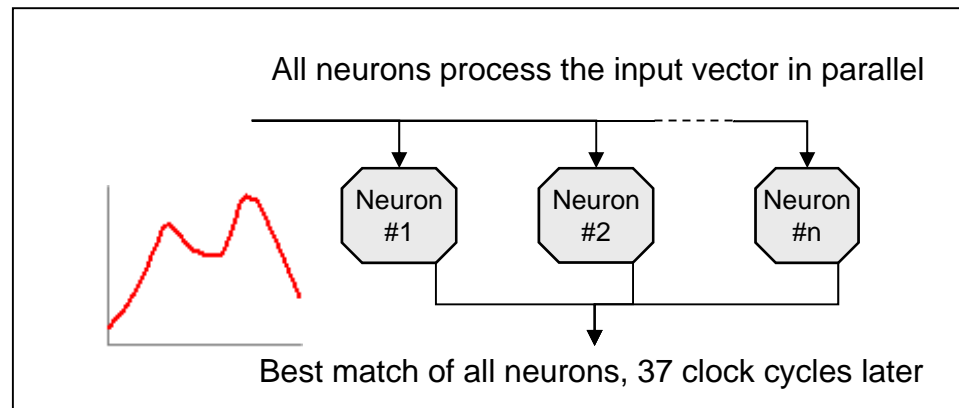 All neurons process the input vector in parallel
Neuron
#1
Neuron
#2
Neuron
#n
Best match of all neurons, 37 clock cycles later